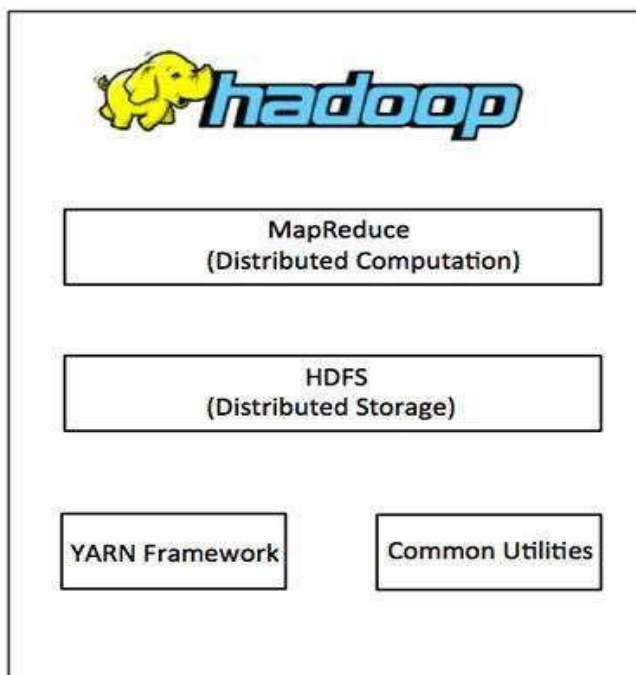 hadoop
MapReduce
(Distributed Computation)
HDFS
(Distributed Storage)
YARN Framework
Common Utilities